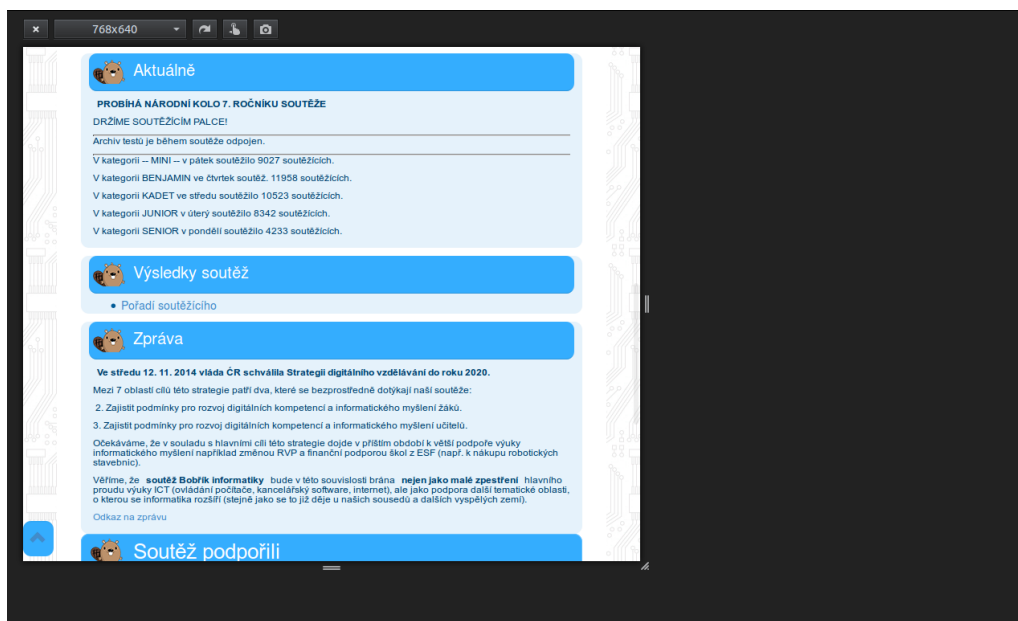 768x640
Aktuálně
PROBÍHÁ NÁRODNÍ KOLO 7. ROČNÍKU SOUTĚŽE
DRŽÍME SOUTĚŽÍCÍM PALCE!
Archiv testů je během soutěže odpojen.
V kategorii -- MINI -- v pátek soutěžilo 9027 soutěžících.
V kategorii BENJAMIN ve čtvrtek soutěž. 11958 soutěžících.
V kategorii KADET ve středu soutěžilo 10523 soutěžících.
V kategorii JUNIOR v úterý soutěžilo 8342 soutěžících.
V kategorii SENIOR v pondělí soutěžilo 4233 soutěžících.
Výsledky soutěž
• Pořadí soutěžícího
Zpráva
Ve středu 12. 11. 2014 vláda ČR schválila Strategii digitálního vzdělávání do roku 2020.
Mezi 7 oblastí cílů této strategie patří dva, které se bezprostředně dotýkají naší soutěže:
2. Zajistit podmínky pro rozvoj digitálních kompetencí a informatického myšlení žáků.
3. Zajistit podmínky pro rozvoj digitálních kompetencí a informatického myšlení učitelů.
Očekáváme, že v souladu s hlavními cíli této strategie dojde v příštím období k větší podpoře výuky
informatického myšlení například změnou RVP a finanční podporou škol z ESF (např. k nákupu robotických
stavebnic).
Věříme, že soutěž Bobřík informatiky bude v této souvislosti brána nejen jako malé zpestření hlavního
proudu výuky ICT (ovládání počítače, kancelářský software, internet), ale jako podpora další tematické oblasti,
o kterou se informatika rozšíří (stejně jako se to již děje u našich sousedů a dalších vyspělých zemí).
Odkaz na zprávu
Soutěž podpořili